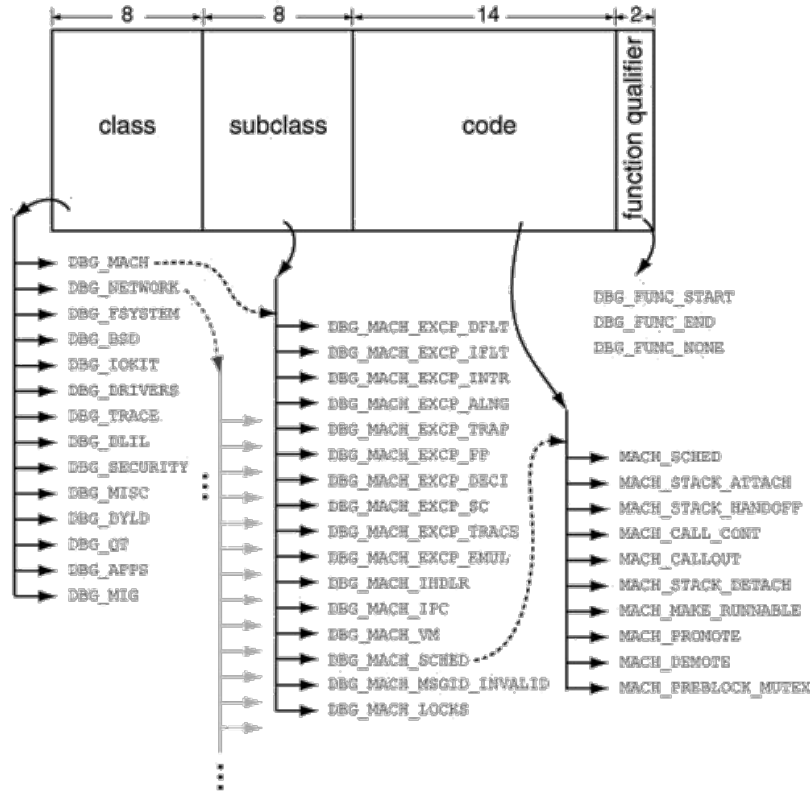 8 8 14 2
class
subclass
code
function qualifier
DBG_MACH
DBG_NETWORK
DBG_FSYSTEM
DBG_BSD
DBG_IOKIT
DBG_DRIVERS
DBG_TRACE
DBG_DLIL
DBG_SECURITY
DBG_MISC
DBG_DYLD
DBG_QT
DBG_APPS
DBG_MIG
DBG_MACH_EXCP_DFLT
DBG_MACH_EXCP_IFLT
DBG_MACH_EXCP_INTR
DBG_MACH_EXCP_ALNG
DBG_MACH_EXCP_TRAP
DBG_MACH_EXCP_FP
DBG_MACH_EXCP_DECI
DBG_MACH_EXCP_SC
DBG_MACH_EXCP_TRACE
DBG_MACH_EXCP_EMUL
DBG_MACH_IHDLR
DBG_MACH_IPC
DBG_MACH_VM
DBG_MACH_SCHED
DBG_MACH_MSGID_INVALID
DBG_MACH_LOCKS
MACH_SCHED
MACH_STACK_ATTACH
MACH_STACK_HANDOFF
MACH_CALL_CONT
MACH_CALLOUT
MACH_STACK_DETACH
MACH_MAKE_RUNNABLE
MACH_PROMOTE
MACH_DEMOTE
MACH_PREBLOCK_MUTEX
DBG_FUNC_START
DBG_FUNC_END
DBG_FUNC_NONE